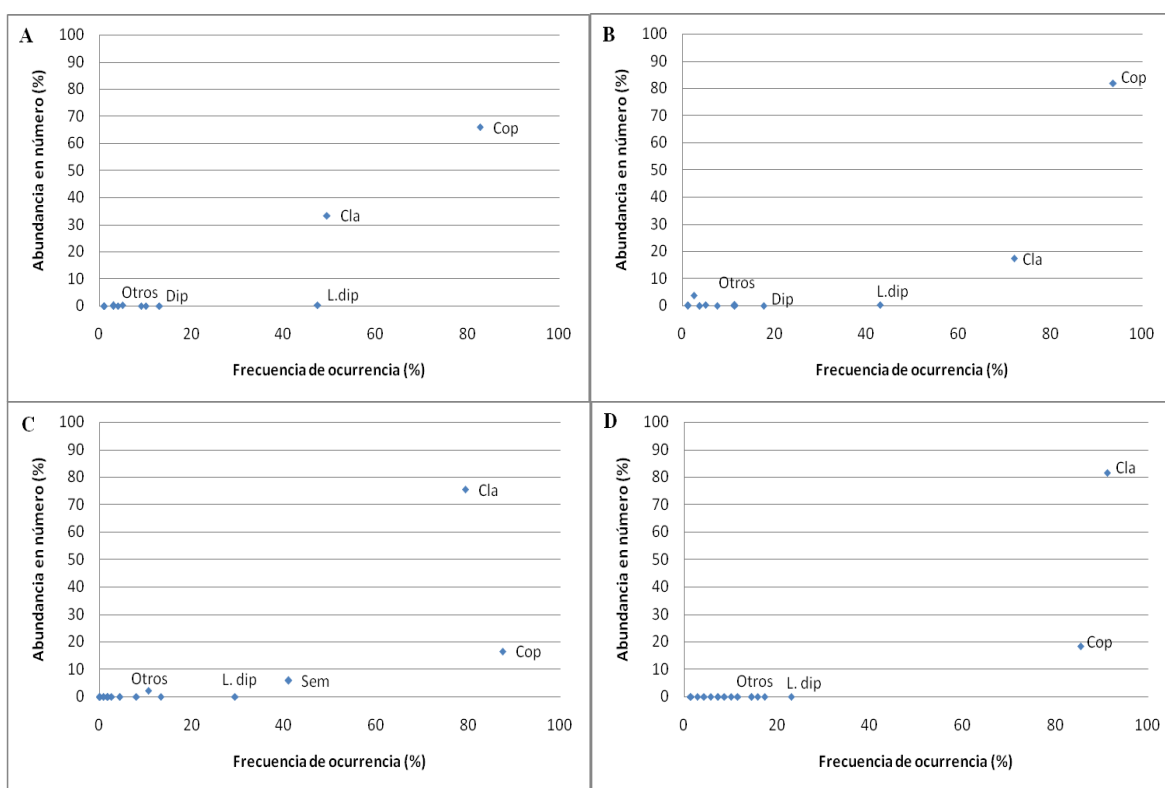 A
Abundancia en número (%)
100
90
80
70
60
50
40
30
20
10
0
Cop
Cla
Otros
Dip
L.dip
0 20 40 60 80 100
Frecuencia de ocurrencia (%)
B
Abundancia en número (%)
100
90
80
70
60
50
40
30
20
10
0
Cop
Cla
Otros
Dip
L.dip
0 20 40 60 80 100
Frecuencia de ocurrencia (%)
C
Abundancia en número (%)
100
90
80
70
60
50
40
30
20
10
0
Cla
Cop
Otros
L. dip
Sem
0 20 40 60 80 100
Frecuencia de ocurrencia (%)
D
Abundancia en número (%)
100
90
80
70
60
50
40
30
20
10
0
Cla
Cop
Otros
L. dip
0 20 40 60 80 100
Frecuencia de ocurrencia (%)